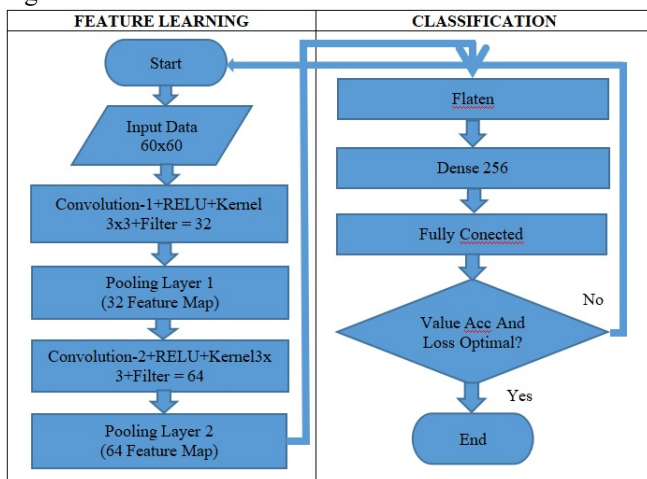 FEATURE LEARNING
CLASSIFICATION
Start
Input Data
60x60
Convolution-1+RELU+Kernel
3x3+Filter = 32
Pooling Layer 1
(32 Feature Map)
Convolution-2+RELU+Kernel3x
3+Filter = 64
Pooling Layer 2
(64 Feature Map)
Flaten
Dense 256
Fully Conected
Value Acc And
Loss Optimal?
No
Yes
End